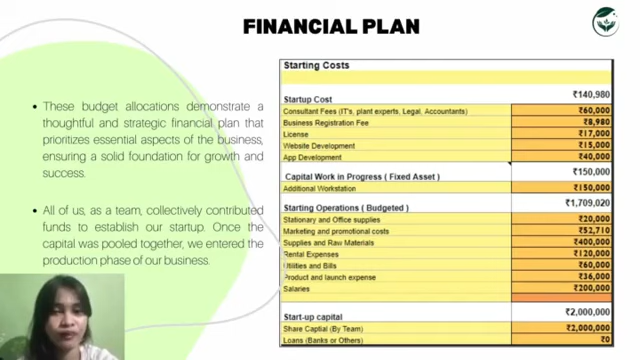 FINANCIAL PLAN
These budget allocations demonstrate a
thoughtful and strategic financial plan that
prioritizes essential aspects of the business,
ensuring a solid foundation for growth and
success.
All of us, as a team, collectively contributed
funds to establish our startup. Once the
capital was pooled together, we entered the
production phase of our business.
Starting Costs
Startup Cost ₹140,980
Consultant Fees (IT's, plant experts, Legal, Accountants) ₹60,000
Business Registration Fee ₹8,980
License ₹17,000
Website Development ₹15,000
App Development ₹40,000
Capital Work in Progress ( Fixed Asset ) ₹150,000
Additional Workstation ₹150,000
Starting Operations ( Budgeted ) ₹1,709,020
Stationary and Office supplies ₹20,000
Marketing and promotional costs ₹52,710
Supplies and Raw Materials ₹400,000
Rental Expenses ₹120,000
Utilities and Bills ₹60,000
Product and launch expense ₹36,000
Salaries ₹200,000
Start-up capital ₹2,000,000
Share Captial (By Team) ₹2,000,000
Loans (Banks or Others) ₹0